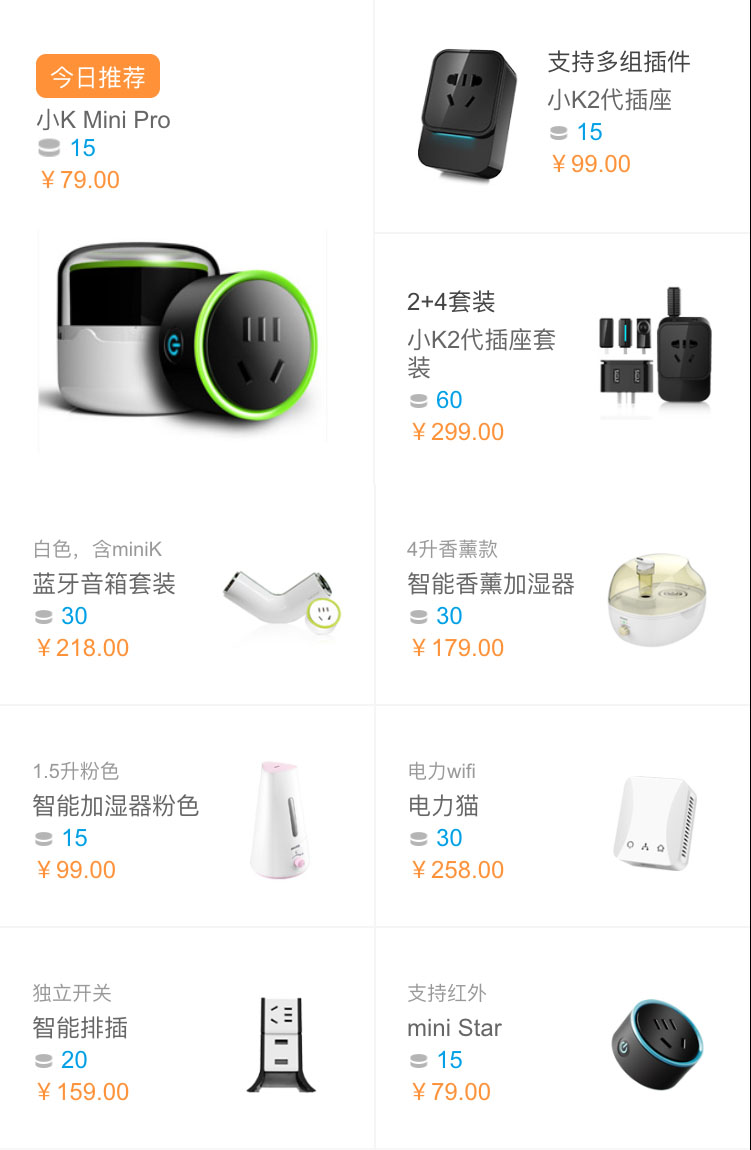 今日推荐
小K Mini Pro
15
￥79.00
支持多组插件
小K2代插座
15
￥99.00
2+4套装
小K2代插座套
装
60
￥299.00
白色，含miniK
蓝牙音箱套装
30
￥218.00
4升香薰款
智能香薰加湿器
30
￥179.00
1.5升粉色
智能加湿器粉色
15
￥99.00
电力wifi
电力猫
30
￥258.00
独立开关
智能排插
20
￥159.00
支持红外
mini Star
15
￥79.00